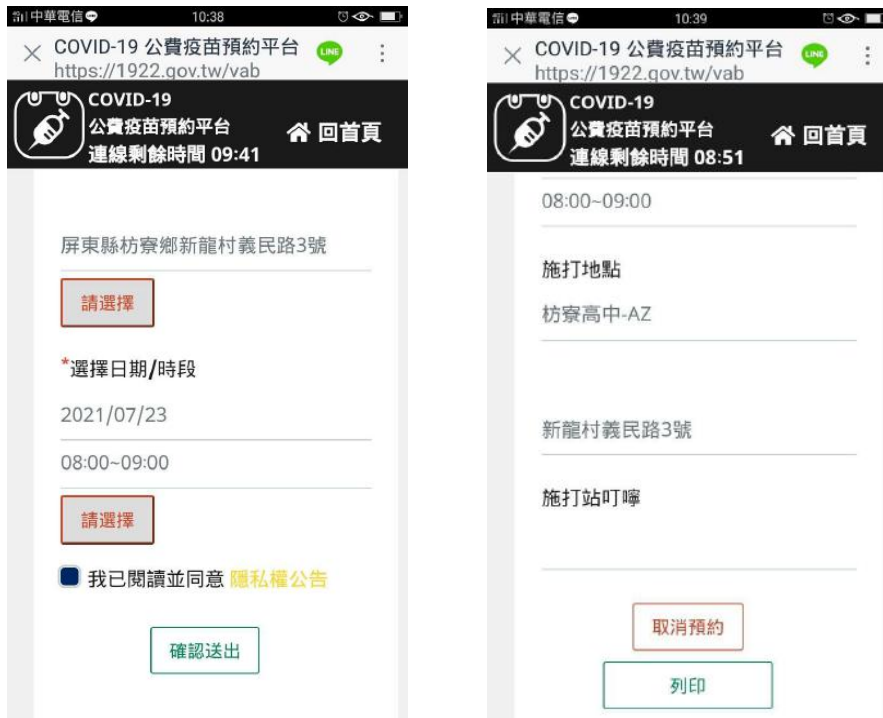 中華電信
10:38
COVID-19 公費疫苗預約平台
LINE
https://1922.gov.tw/vab
COVID-19
公費疫苗預約平台
連線剩餘時間 09:41
回首頁
屏東縣枋寮鄉新龍村義民路3號
請選擇
*選擇日期/時段
2021/07/23
08:00~09:00
請選擇
我已閱讀並同意 隱私權公告
確認送出
中華電信
10:39
COVID-19 公費疫苗預約平台
LINE
https://1922.gov.tw/vab
COVID-19
公費疫苗預約平台
連線剩餘時間 08:51
回首頁
08:00~09:00
施打地點
枋寮高中-AZ
新龍村義民路3號
施打站叮嚀
取消預約
列印